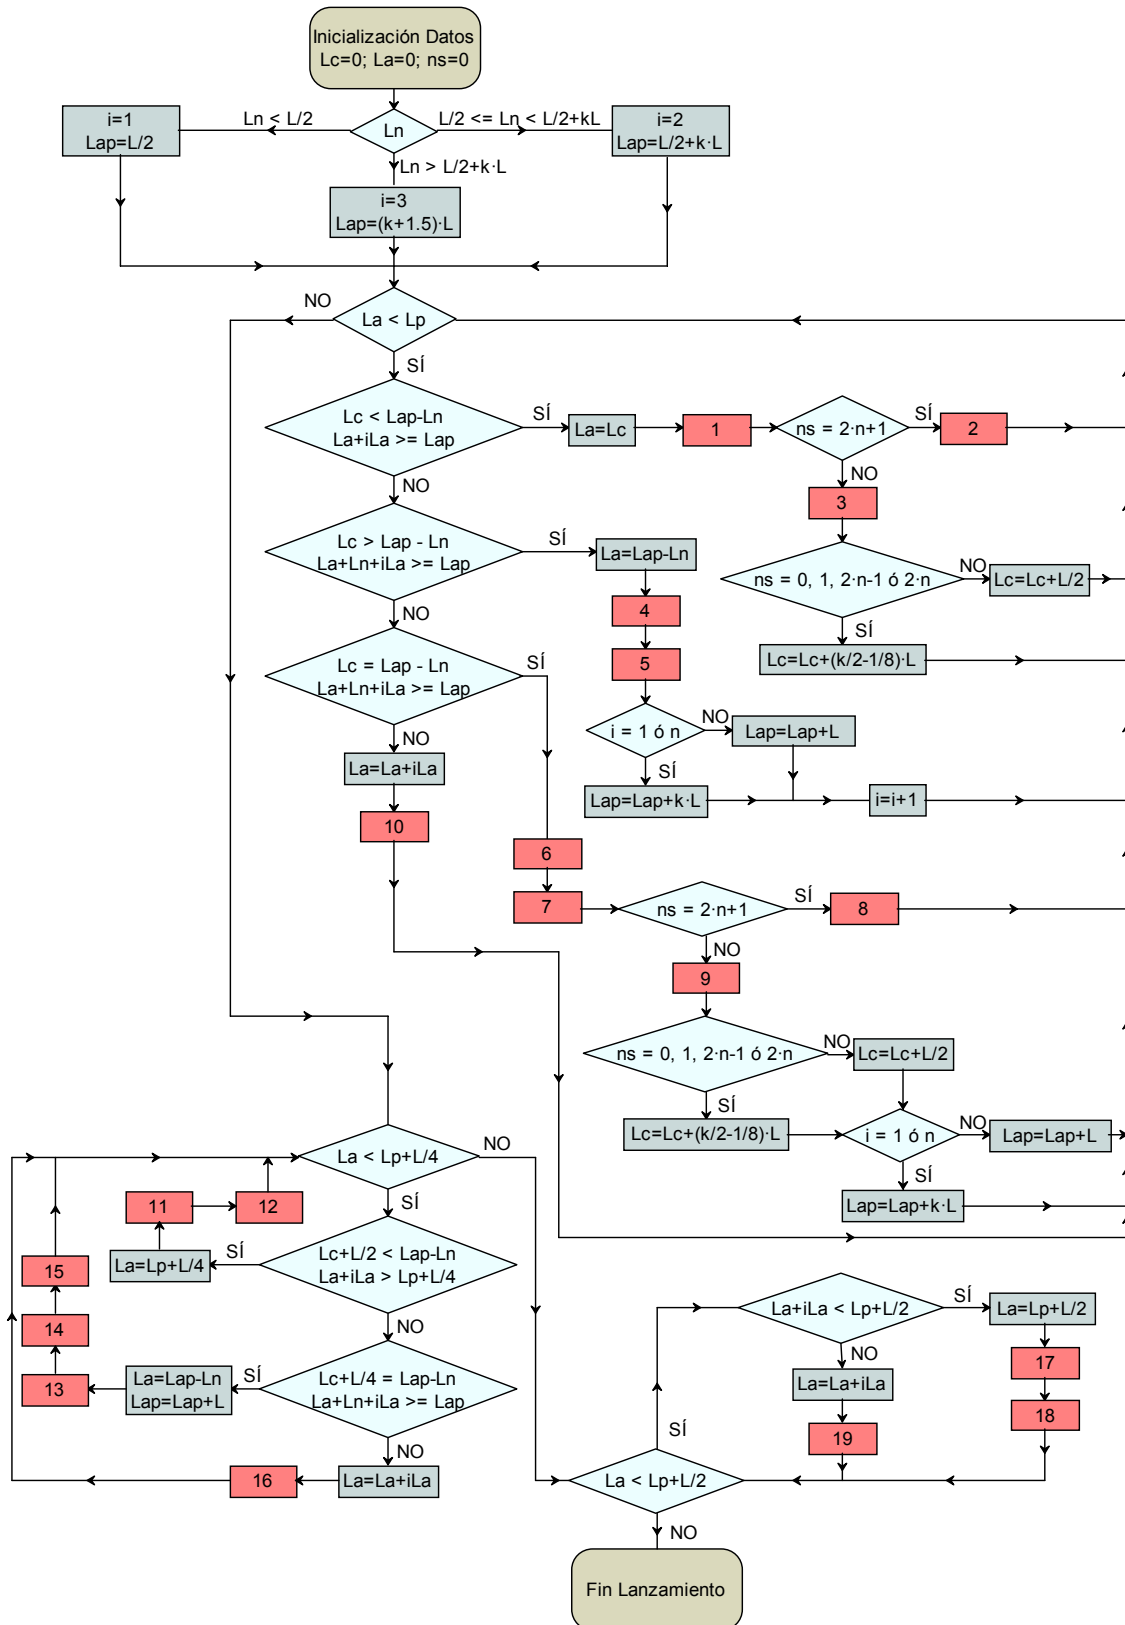 Inicialización Datos
Lc=0; La=0; ns=0
Ln < L/2
Ln
L/2 <= Ln < L/2+kL
i=1
Lap=L/2
i=2
Lap=L/2+k·L
Ln > L/2+k·L
i=3
Lap=(k+1.5)·L
NO
La < Lp
SÍ
Lc < Lap-Ln
La+iLa >= Lap
SÍ
La=Lc
1
ns = 2·n+1
SÍ
2
NO
NO
3
Lc > Lap - Ln
La+Ln+iLa >= Lap
SÍ
La=Lap-Ln
ns = 0, 1, 2·n-1 ó 2·n
NO
Lc=Lc+L/2
NO
4
SÍ
Lc=Lc+(k/2-1/8)·L
Lc = Lap - Ln
La+Ln+iLa >= Lap
SÍ
5
i = 1 ó n
NO
Lap=Lap+L
NO
SÍ
La=La+iLa
Lap=Lap+k·L
i=i+1
10
6
7
ns = 2·n+1
SÍ
8
NO
9
ns = 0, 1, 2·n-1 ó 2·n
NO
Lc=Lc+L/2
SÍ
Lc=Lc+(k/2-1/8)·L
i = 1 ó n
NO
Lap=Lap+L
SÍ
Lap=Lap+k·L
La < Lp+L/4
NO
SÍ
11
12
Lc+L/2 < Lap-Ln
La+iLa > Lp+L/4
SÍ
La=Lp+L/4
15
NO
14
Lc+L/4 = Lap-Ln
La+Ln+iLa >= Lap
SÍ
La=Lap-Ln
Lap=Lap+L
13
NO
La=La+iLa
16
La+iLa < Lp+L/2
SÍ
La=Lp+L/2
NO
17
La=La+iLa
18
19
SÍ
La < Lp+L/2
NO
Fin Lanzamiento